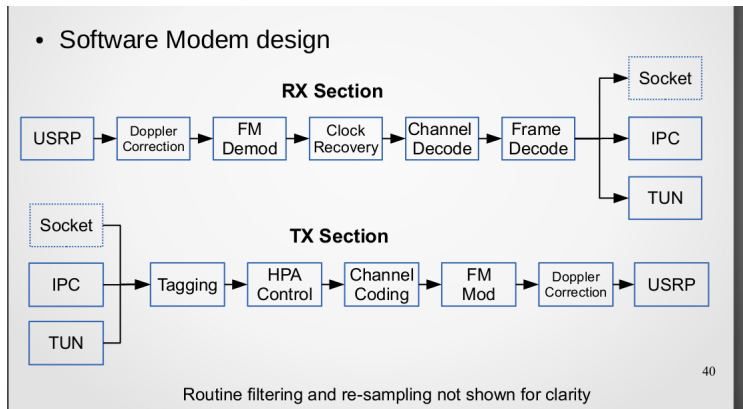 • Software Modem design
RX Section
USRP
Doppler
Correction
FM
Demod
Clock
Recovery
Channel
Decode
Frame
Decode
Socket
IPC
TUN
TX Section
Socket
IPC
TUN
Tagging
HPA
Control
Channel
Coding
FM
Mod
Doppler
Correction
USRP
40
Routine filtering and re-sampling not shown for clarity